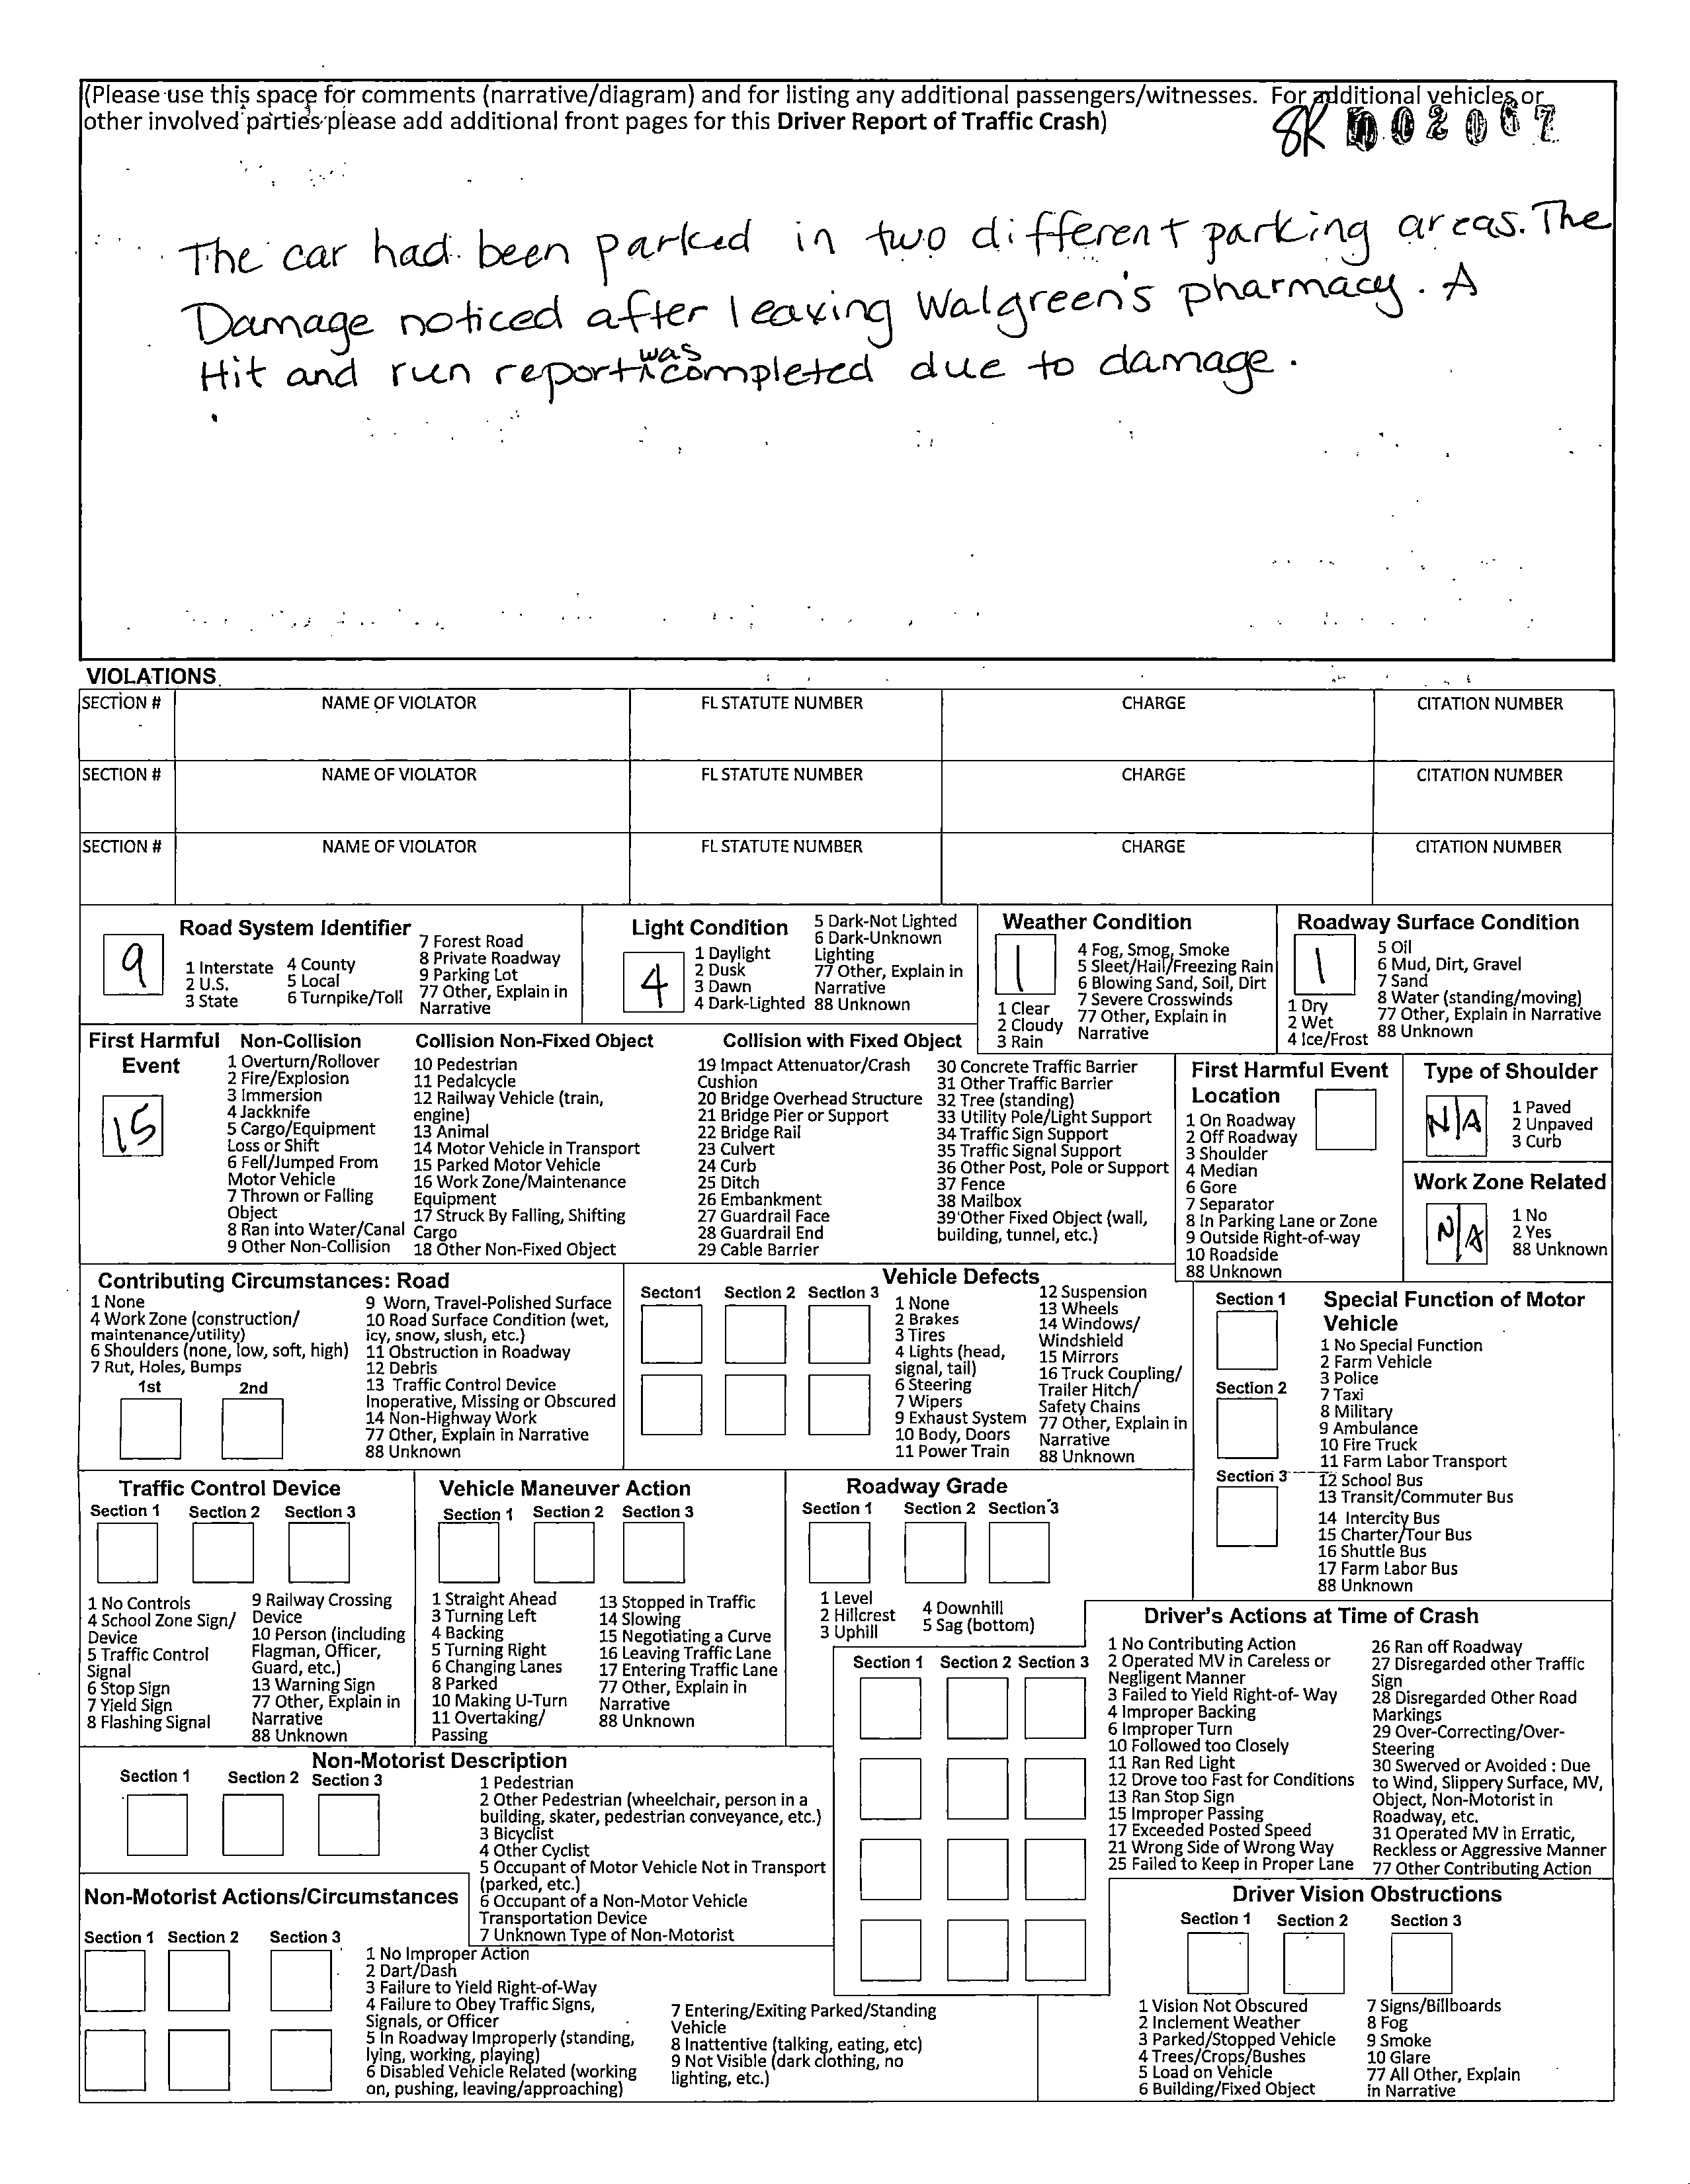 (Please use this space for comments (narrative/diagram) and for listing any additional passengers/witnesses. For additional vehicles or
other involved parties please add additional front pages for this Driver Report of Traffic Crash)
02067
The car had been parked in two different parking areas. The
Damage noticed after leaving Walgreen's pharmacy. A
Hit and run report was completed due to damage.
VIOLATIONS
SECTION # NAME OF VIOLATOR FL STATUTE NUMBER CHARGE CITATION NUMBER
SECTION # NAME OF VIOLATOR FL STATUTE NUMBER CHARGE CITATION NUMBER
SECTION # NAME OF VIOLATOR FL STATUTE NUMBER CHARGE CITATION NUMBER
Road System Identifier
9
1 Interstate
2 U.S.
3 State
4 County
5 Local
6 Turnpike/Toll
7 Forest Road
8 Private Roadway
9 Parking Lot
77 Other, Explain in
Narrative
Light Condition
4
1 Daylight
2 Dusk
3 Dawn
4 Dark-Lighted
5 Dark-Not Lighted
6 Dark-Unknown
Lighting
77 Other, Explain in
Narrative
88 Unknown
Weather Condition
1
1 Clear
2 Cloudy
3 Rain
4 Fog, Smog, Smoke
5 Sleet/Hail/Freezing Rain
6 Blowing Sand, Soil, Dirt
7 Severe Crosswinds
77 Other, Explain in
Narrative
Roadway Surface Condition
1
1 Dry
2 Wet
4 Ice/Frost
5 Oil
6 Mud, Dirt, Gravel
7 Sand
8 Water (standing/moving)
77 Other, Explain in Narrative
88 Unknown
First Harmful
Event
15
Non-Collision
1 Overturn/Rollover
2 Fire/Explosion
3 Immersion
4 Jackknife
5 Cargo/Equipment
Loss or Shift
6 Fell/Jumped From
Motor Vehicle
7 Thrown or Falling
Object
8 Ran into Water/Canal
9 Other Non-Collision
Collision Non-Fixed Object
10 Pedestrian
11 Pedalcycle
12 Railway Vehicle (train,
engine)
13 Animal
14 Motor Vehicle in Transport
15 Parked Motor Vehicle
16 Work Zone/Maintenance
Equipment
17 Struck By Falling, Shifting
Cargo
18 Other Non-Fixed Object
Collision with Fixed Object
19 Impact Attenuator/Crash
Cushion
20 Bridge Overhead Structure
21 Bridge Pier or Support
22 Bridge Rail
23 Culvert
24 Curb
25 Ditch
26 Embankment
27 Guardrail Face
28 Guardrail End
29 Cable Barrier
30 Concrete Traffic Barrier
31 Other Traffic Barrier
32 Tree (standing)
33 Utility Pole/Light Support
34 Traffic Sign Support
35 Traffic Signal Support
36 Other Post, Pole or Support
37 Fence
38 Mailbox
39 Other Fixed Object (wall,
building, tunnel, etc.)
First Harmful Event
Location
1 On Roadway
2 Off Roadway
3 Shoulder
4 Median
6 Gore
7 Separator
8 In Parking Lane or Zone
9 Outside Right-of-way
10 Roadside
88 Unknown
Type of Shoulder
N/A
1 Paved
2 Unpaved
3 Curb
Work Zone Related
N/A
1 No
2 Yes
88 Unknown
Contributing Circumstances: Road
1 None
4 Work Zone (construction/
maintenance/utility)
6 Shoulders (none, low, soft, high)
7 Rut, Holes, Bumps
1st 2nd
9 Worn, Travel-Polished Surface
10 Road Surface Condition (wet,
icy, snow, slush, etc.)
11 Obstruction in Roadway
12 Debris
13 Traffic Control Device
Inoperative, Missing or Obscured
14 Non-Highway Work
77 Other, Explain in Narrative
88 Unknown
Vehicle Defects
Secton1 Section 2 Section 3
1 None
2 Brakes
3 Tires
4 Lights (head,
signal, tail)
6 Steering
7 Wipers
9 Exhaust System
10 Body, Doors
11 Power Train
12 Suspension
13 Wheels
14 Windows/
Windshield
15 Mirrors
16 Truck Coupling/
Trailer Hitch/
Safety Chains
77 Other, Explain in
Narrative
88 Unknown
Section 1
Section 2
Section 3
Special Function of Motor
Vehicle
1 No Special Function
2 Farm Vehicle
3 Police
7 Taxi
8 Military
9 Ambulance
10 Fire Truck
11 Farm Labor Transport
12 School Bus
13 Transit/Commuter Bus
14 Intercity Bus
15 Charter/Tour Bus
16 Shuttle Bus
17 Farm Labor Bus
88 Unknown
Traffic Control Device
Section 1 Section 2 Section 3
1 No Controls
4 School Zone Sign/
Device
5 Traffic Control
Signal
6 Stop Sign
7 Yield Sign
8 Flashing Signal
9 Railway Crossing
Device
10 Person (including
Flagman, Officer,
Guard, etc.)
13 Warning Sign
77 Other, Explain in
Narrative
88 Unknown
Vehicle Maneuver Action
Section 1 Section 2 Section 3
1 Straight Ahead
3 Turning Left
4 Backing
5 Turning Right
6 Changing Lanes
8 Parked
10 Making U-Turn
11 Overtaking/
Passing
13 Stopped in Traffic
14 Slowing
15 Negotiating a Curve
16 Leaving Traffic Lane
17 Entering Traffic Lane
77 Other, Explain in
Narrative
88 Unknown
Roadway Grade
Section 1 Section 2 Section 3
1 Level
2 Hillcrest
3 Uphill
4 Downhill
5 Sag (bottom)
Driver's Actions at Time of Crash
Section 1 Section 2 Section 3
1 No Contributing Action
2 Operated MV in Careless or
Negligent Manner
3 Failed to Yield Right-of- Way
4 Improper Backing
6 Improper Turn
10 Followed too Closely
11 Ran Red Light
12 Drove too Fast for Conditions
13 Ran Stop Sign
15 Improper Passing
17 Exceeded Posted Speed
21 Wrong Side of Wrong Way
25 Failed to Keep in Proper Lane
26 Ran off Roadway
27 Disregarded other Traffic
Sign
28 Disregarded Other Road
Markings
29 Over-Correcting/Over-
Steering
30 Swerved or Avoided : Due
to Wind, Slippery Surface, MV,
Object, Non-Motorist in
Roadway, etc.
31 Operated MV in Erratic,
Reckless or Aggressive Manner
77 Other Contributing Action
Non-Motorist Description
Section 1 Section 2 Section 3
1 Pedestrian
2 Other Pedestrian (wheelchair, person in a
building, skater, pedestrian conveyance, etc.)
3 Bicyclist
4 Other Cyclist
5 Occupant of Motor Vehicle Not in Transport
(parked, etc.)
6 Occupant of a Non-Motor Vehicle
Transportation Device
7 Unknown Type of Non-Motorist
Non-Motorist Actions/Circumstances
Section 1 Section 2 Section 3
1 No Improper Action
2 Dart/Dash
3 Failure to Yield Right-of-Way
4 Failure to Obey Traffic Signs,
Signals, or Officer
5 In Roadway Improperly (standing,
lying, working, playing)
6 Disabled Vehicle Related (working
on, pushing, leaving/approaching)
7 Entering/Exiting Parked/Standing
Vehicle
8 Inattentive (talking, eating, etc)
9 Not Visible (dark clothing, no
lighting, etc.)
Driver Vision Obstructions
Section 1 Section 2 Section 3
1 Vision Not Obscured
2 Inclement Weather
3 Parked/Stopped Vehicle
4 Trees/Crops/Bushes
5 Load on Vehicle
6 Building/Fixed Object
7 Signs/Billboards
8 Fog
9 Smoke
10 Glare
77 All Other, Explain
in Narrative